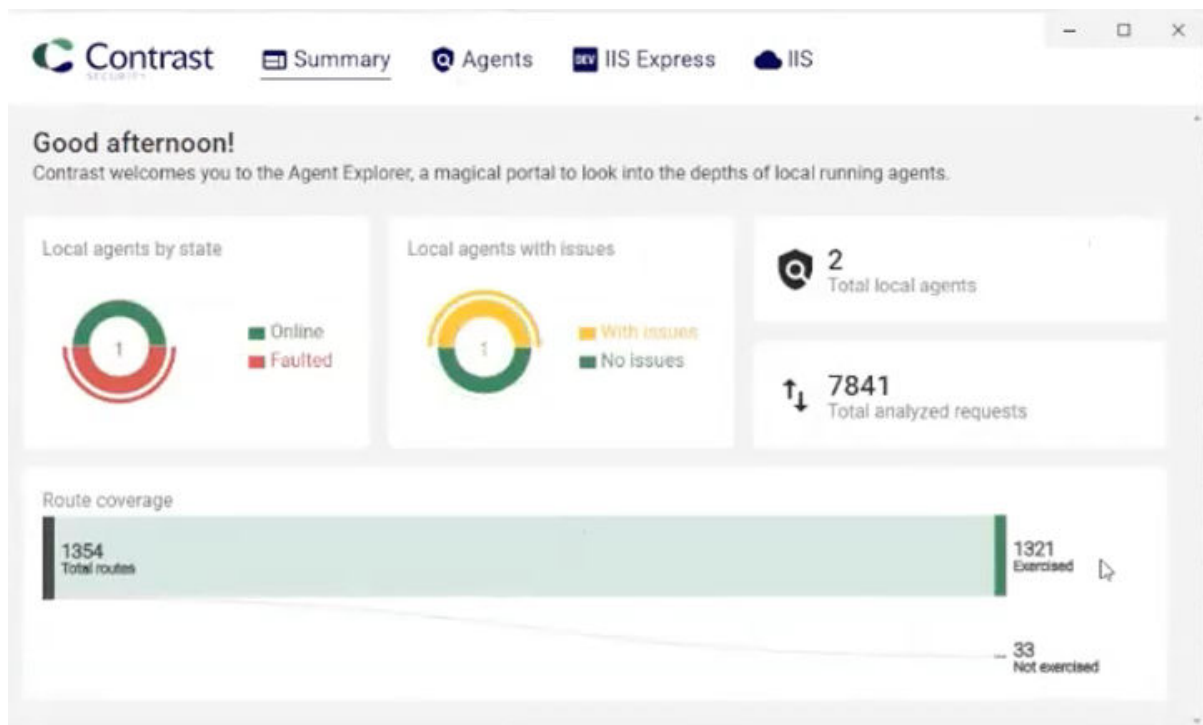 Contrast
SECURITY
Summary
Agents
DEV
IIS Express
IIS
Good afternoon!
Contrast welcomes you to the Agent Explorer, a magical portal to look into the depths of local running agents.
Local agents by state
1
Online
Faulted
Local agents with issues
1
With issues
No issues
2
Total local agents
7841
Total analyzed requests
Route coverage
1354
Total routes
1321
Exercised
33
Not exercised